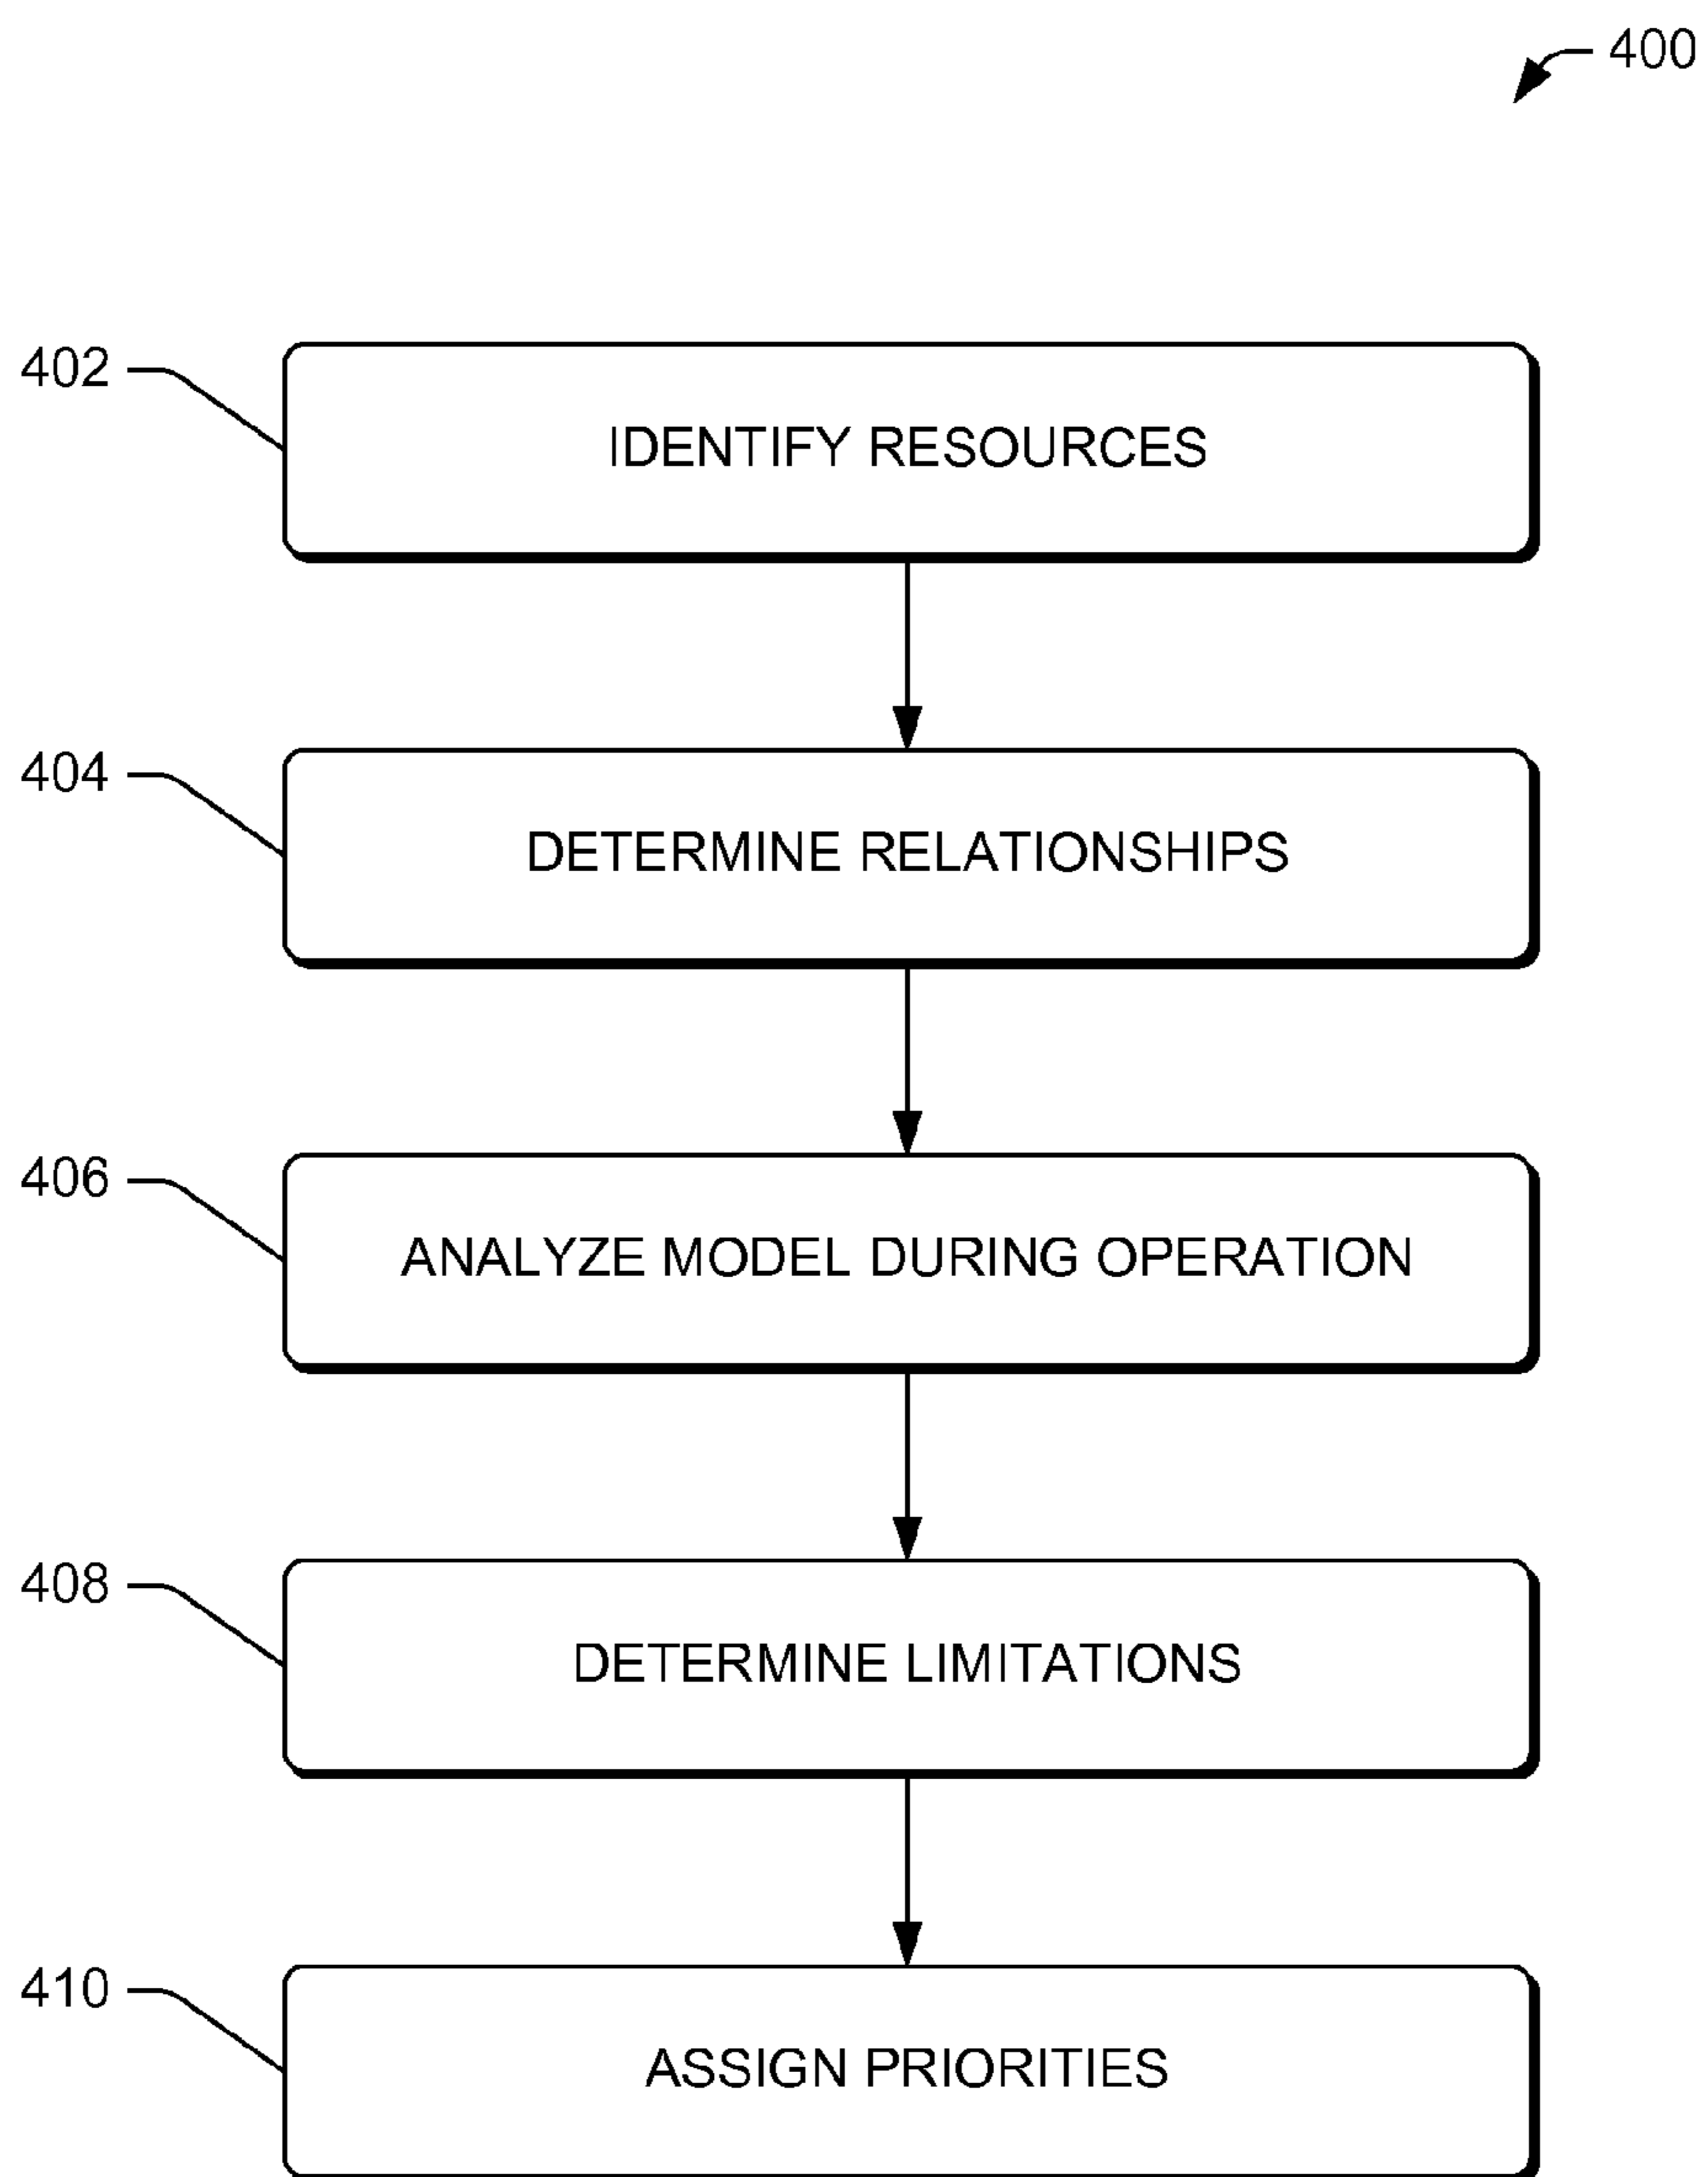 400
402
IDENTIFY RESOURCES
404
DETERMINE RELATIONSHIPS
406
ANALYZE MODEL DURING OPERATION
408
DETERMINE LIMITATIONS
410
ASSIGN PRIORITIES